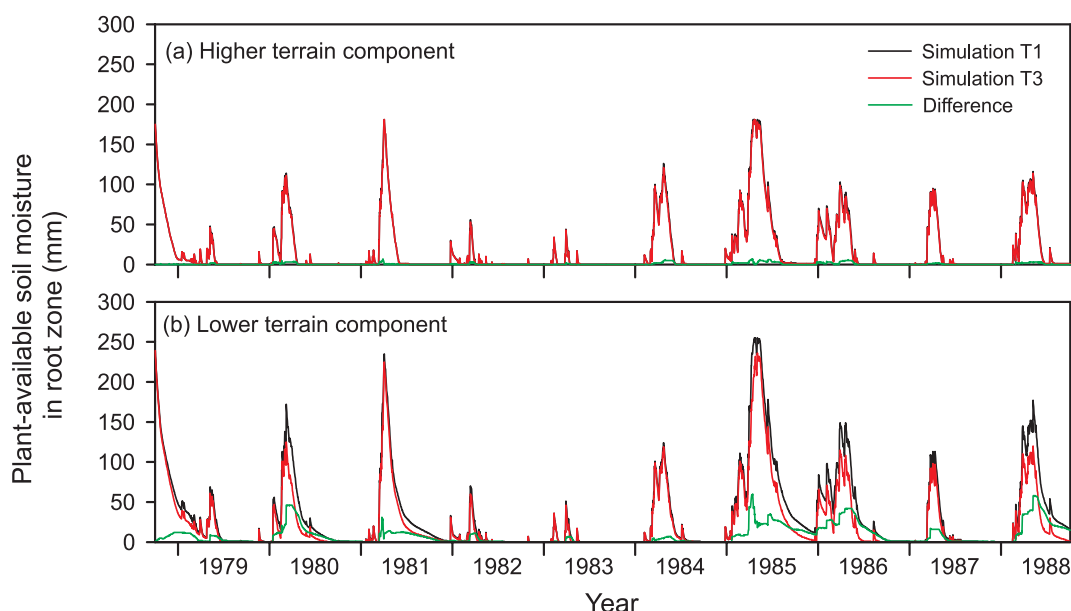 Plant-available soil moisture
in root zone (mm)
300
250
200
150
100
50
0
(a) Higher terrain component
Simulation T1
Simulation T3
Difference
300
250
200
150
100
50
0
(b) Lower terrain component
1979 1980 1981 1982 1983 1984 1985 1986 1987 1988
Year